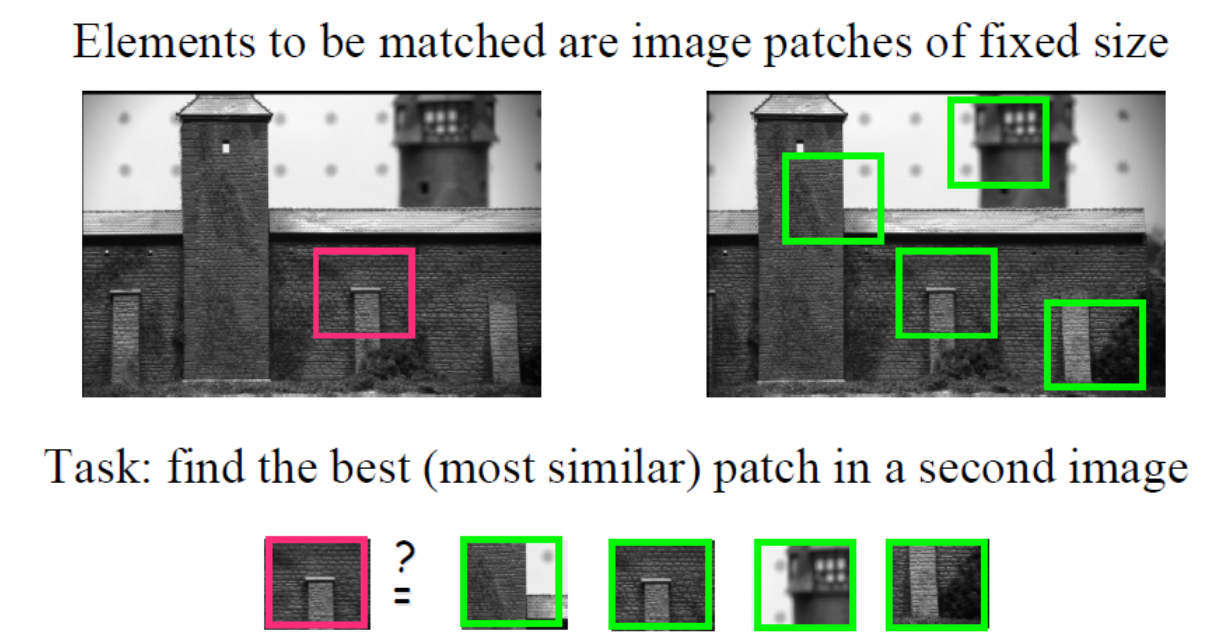 Elements to be matched are image patches of fixed size
Task: find the best (most similar) patch in a second image
?
=